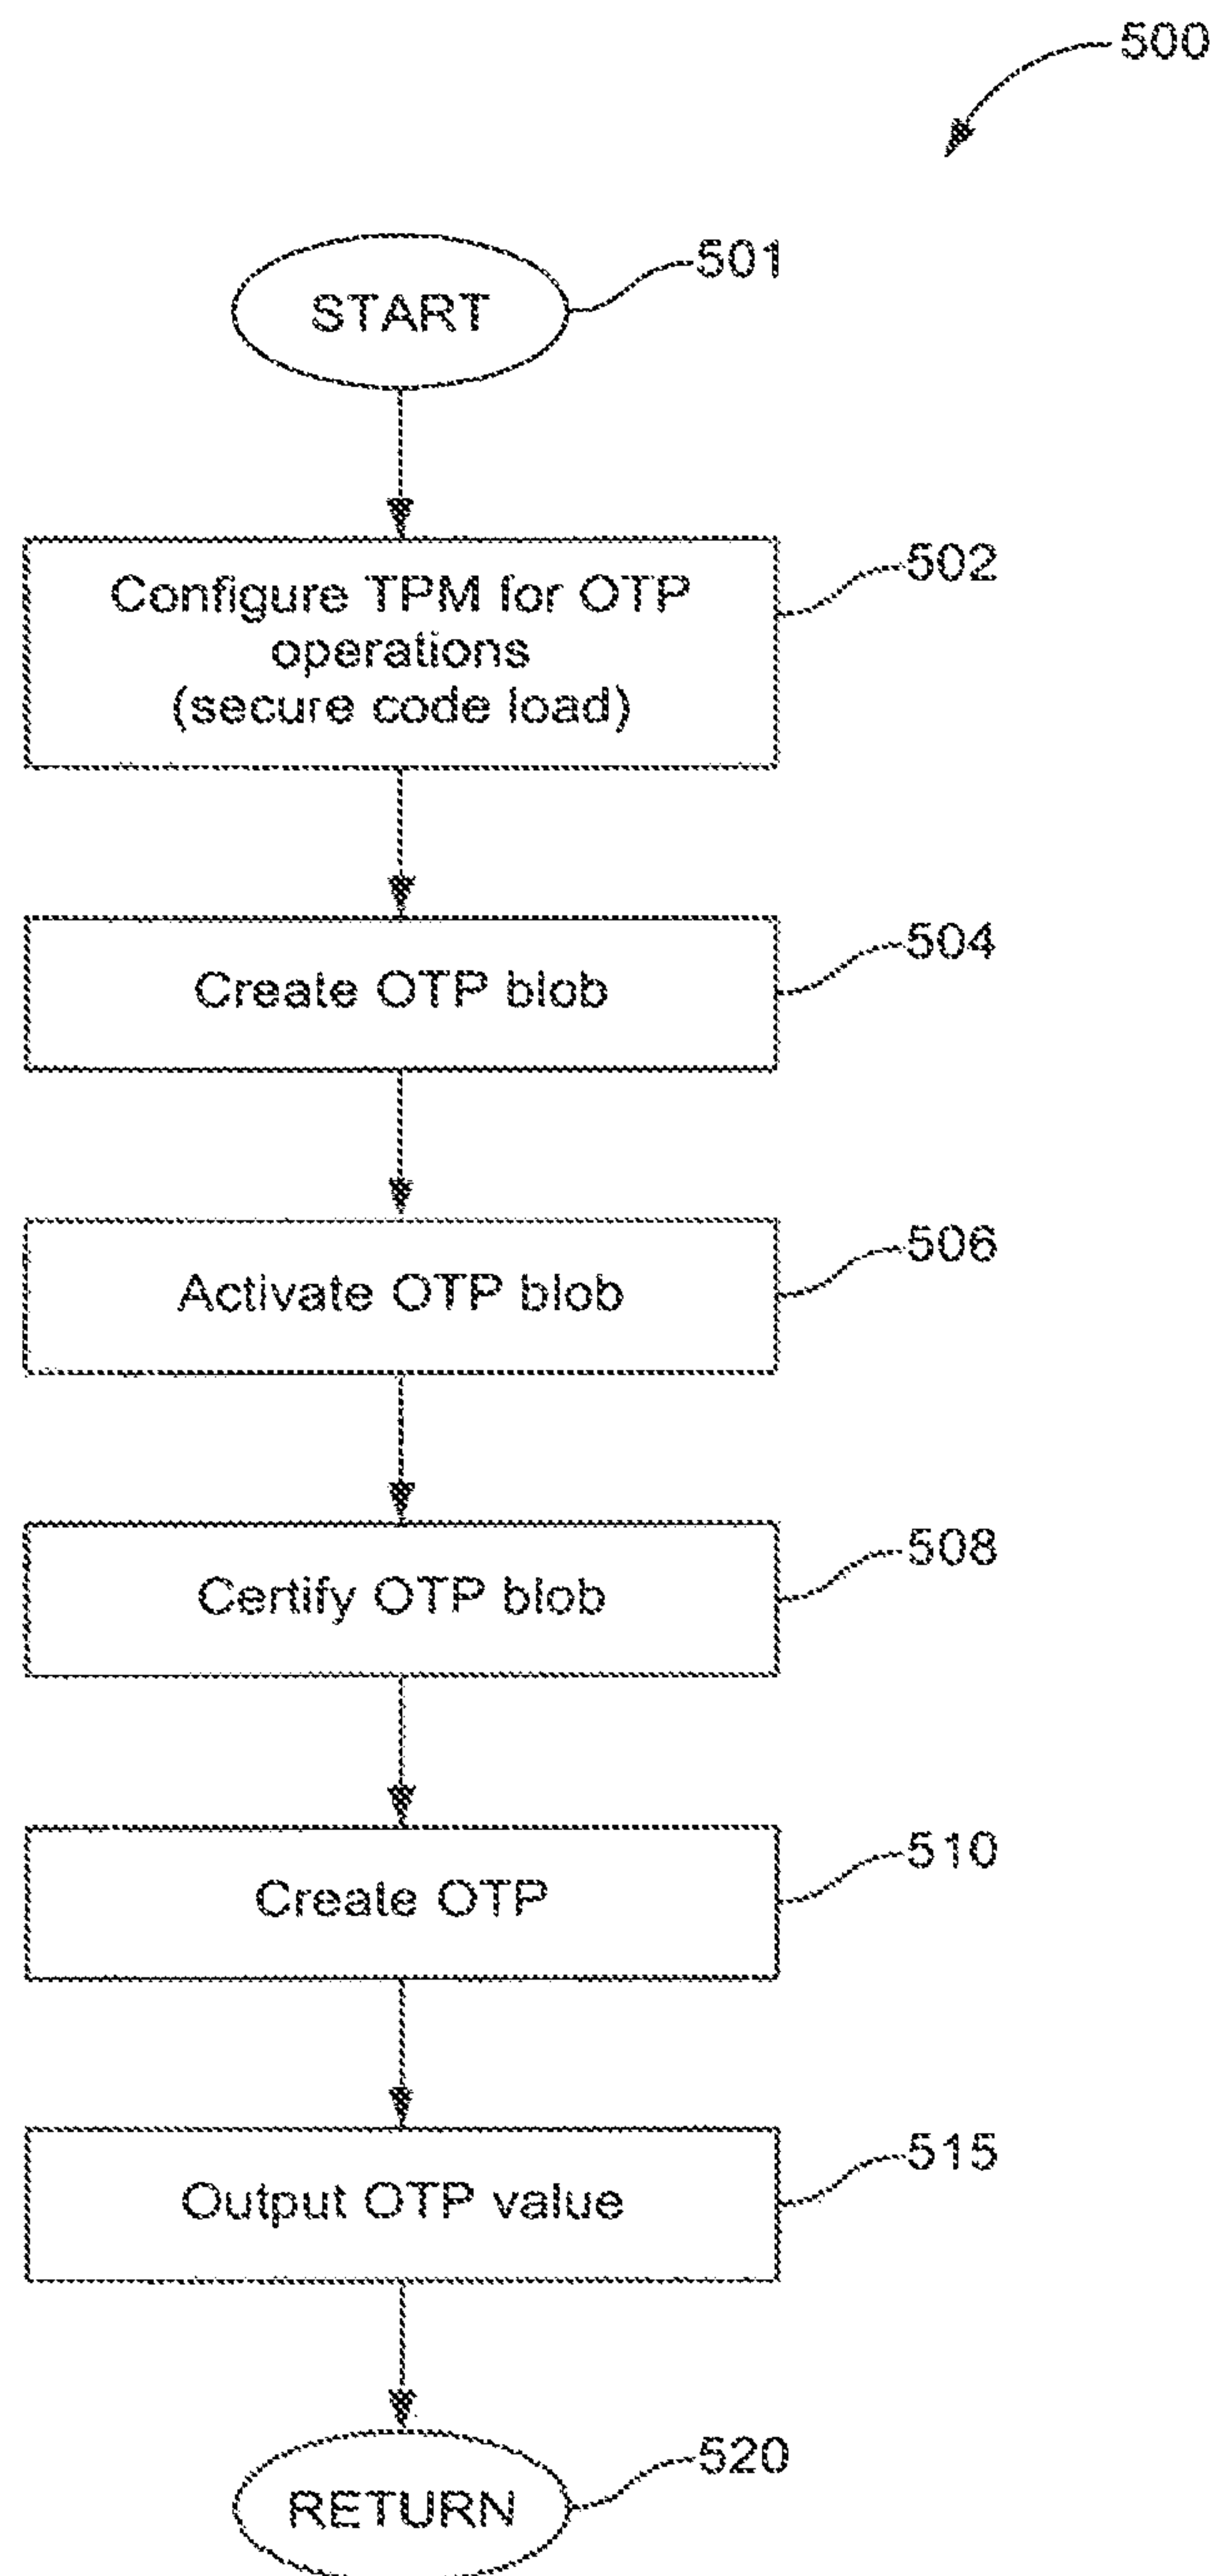 500
START
501
Configure TPM for OTP
operations
(secure code load)
502
Create OTP blob
504
Activate OTP blob
506
Certify OTP blob
508
Create OTP
510
Output OTP value
515
RETURN
520